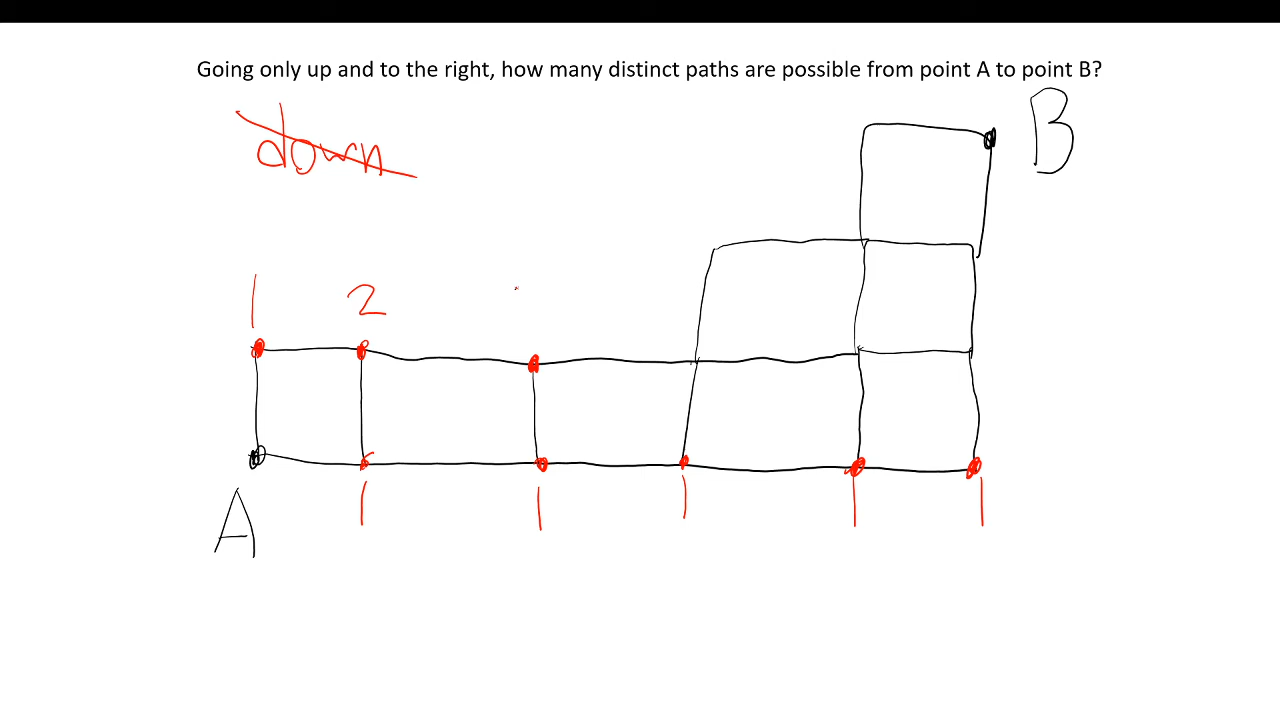 Going only up and to the right, how many distinct paths are possible from point A to point B?
down
B
1 2
A
1 1 1 1 1